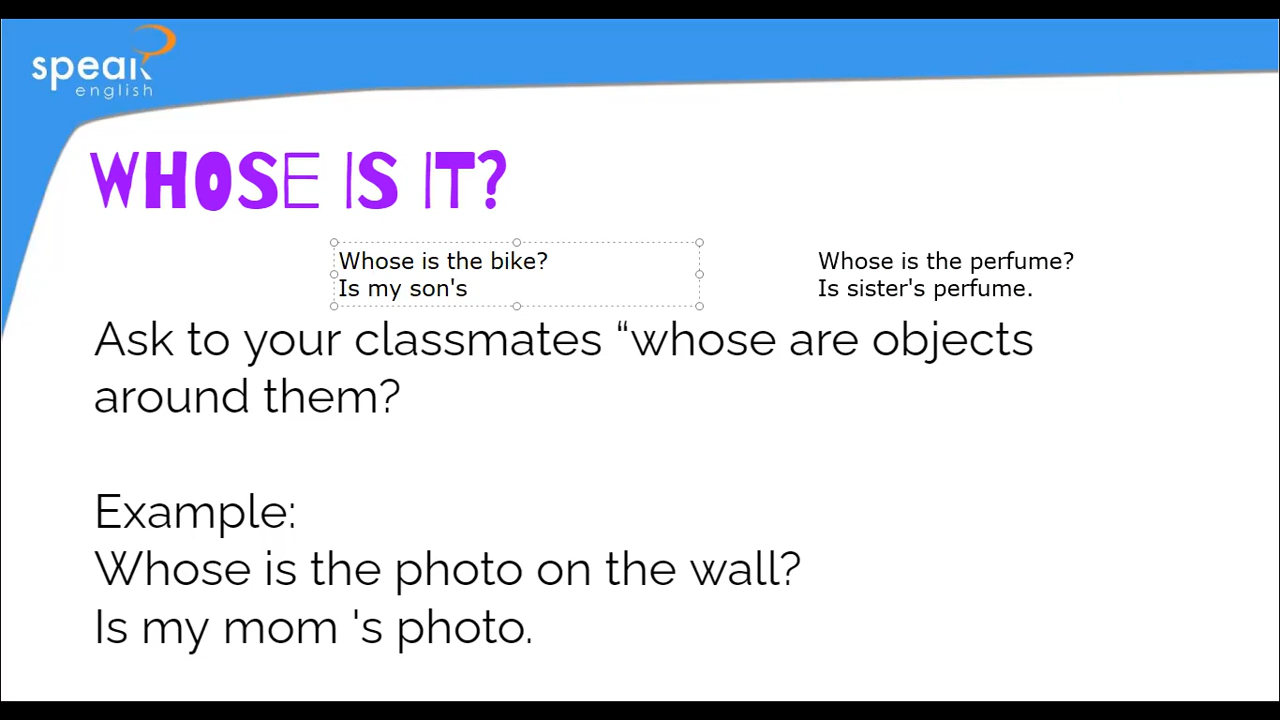 speak
english
WHOSE IS IT?
Whose is the bike?
Is my son's
Whose is the perfume?
Is sister's perfume.
Ask to your classmates “whose are objects
around them?
Example:
Whose is the photo on the wall?
Is my mom 's photo.